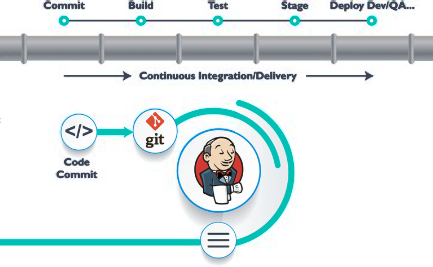 Commit Build Test Stage Deploy Dev/QA...
Continuous Integration/Delivery
</>
git
Code
Commit